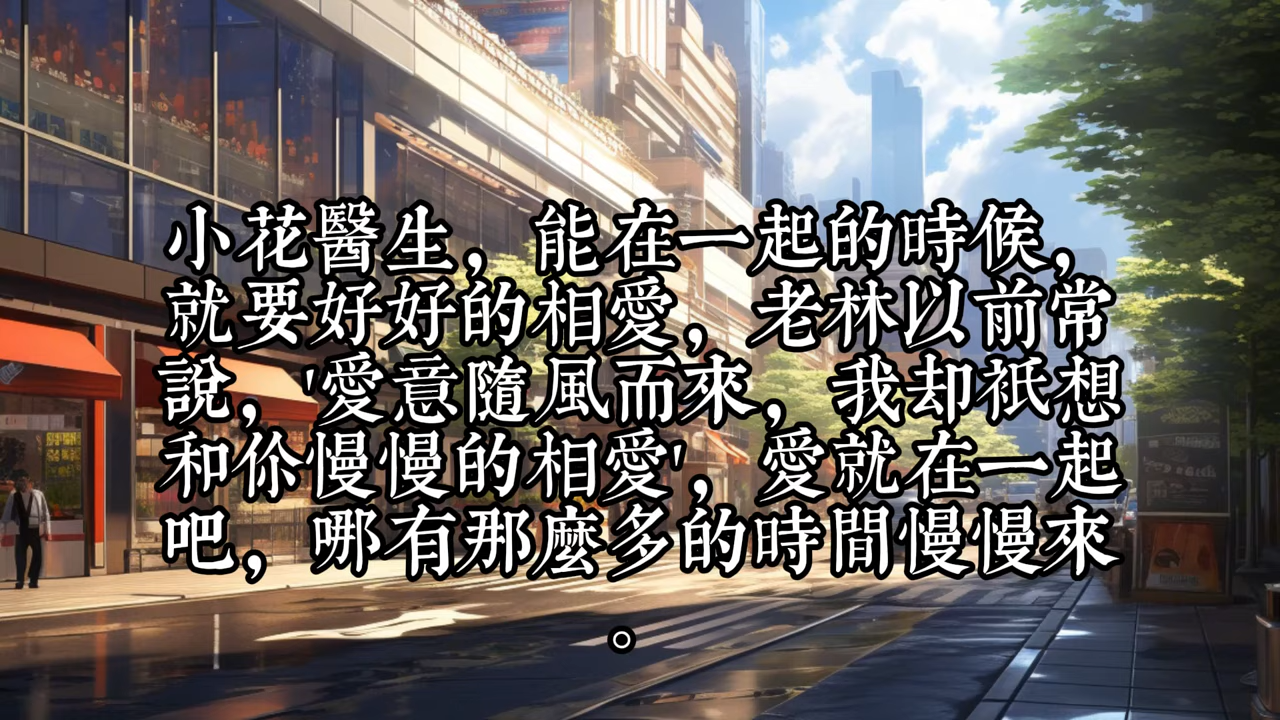 小花醫生，能在一起的時候，
就要好好的相愛，老林以前常
説，'愛意隨風而來，我却祇想
和你慢慢的相愛'，愛就在一起
吧，哪有那麼多的時間慢慢來
。